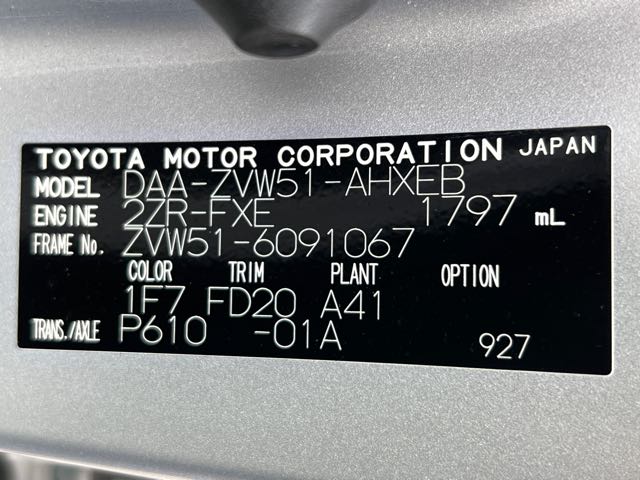 TOYOTA MOTOR CORPORATION JAPAN
MODEL DAA-ZVW51-AHXEB
ENGINE 2ZR-FXE 1797 mL
FRAME No. ZVW51-6091067
COLOR TRIM PLANT OPTION
1F7 FD20 A41
TRANS./AXLE P610 -01A
927